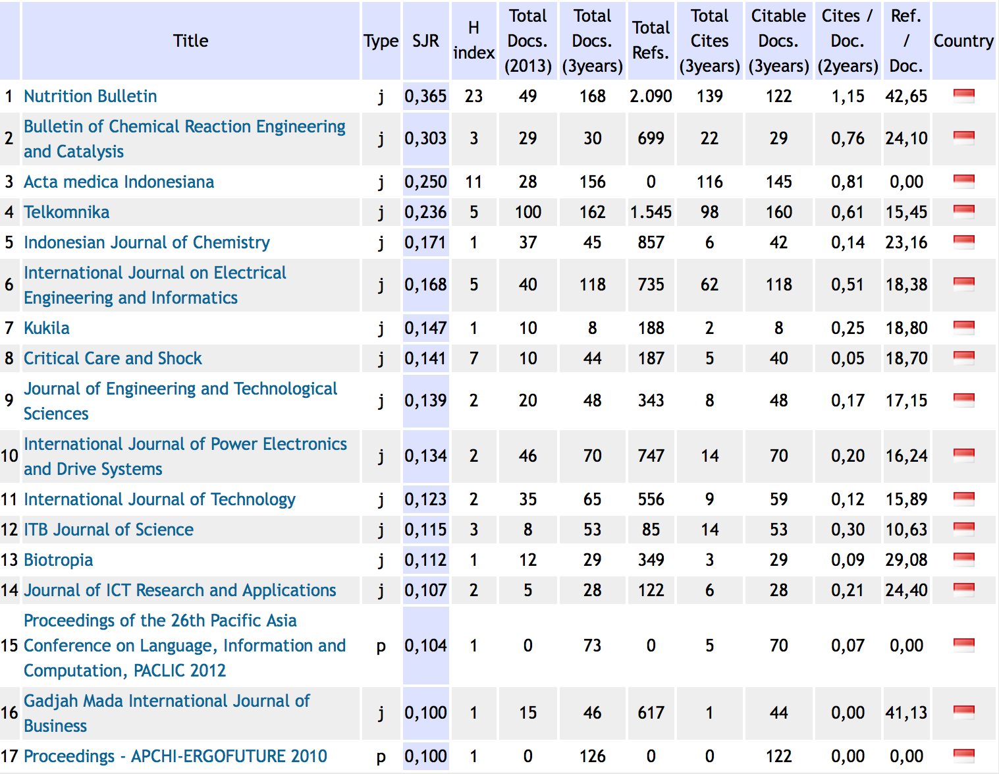 Title Type SJR H index Total Docs. (2013) Total Docs. (3years) Total Refs. Total Cites (3years) Citable Docs. (3years) Cites / Doc. (2years) Ref. / Doc. Country
1 Nutrition Bulletin j 0,365 23 49 168 2.090 139 122 1,15 42,65
2 Bulletin of Chemical Reaction Engineering
and Catalysis j 0,303 3 29 30 699 22 29 0,76 24,10
3 Acta medica Indonesiana j 0,250 11 28 156 0 116 145 0,81 0,00
4 Telkomnika j 0,236 5 100 162 1.545 98 160 0,61 15,45
5 Indonesian Journal of Chemistry j 0,171 1 37 45 857 6 42 0,14 23,16
6 International Journal on Electrical
Engineering and Informatics j 0,168 5 40 118 735 62 118 0,51 18,38
7 Kukila j 0,147 1 10 8 188 2 8 0,25 18,80
8 Critical Care and Shock j 0,141 7 10 44 187 5 40 0,05 18,70
9 Journal of Engineering and Technological
Sciences j 0,139 2 20 48 343 8 48 0,17 17,15
10 International Journal of Power Electronics
and Drive Systems j 0,134 2 46 70 747 14 70 0,20 16,24
11 International Journal of Technology j 0,123 2 35 65 556 9 59 0,12 15,89
12 ITB Journal of Science j 0,115 3 8 53 85 14 53 0,30 10,63
13 Biotropia j 0,112 1 12 29 349 3 29 0,09 29,08
14 Journal of ICT Research and Applications j 0,107 2 5 28 122 6 28 0,21 24,40
15 Proceedings of the 26th Pacific Asia
Conference on Language, Information and
Computation, PACLIC 2012 p 0,104 1 0 73 0 5 70 0,07 0,00
16 Gadjah Mada International Journal of
Business j 0,100 1 15 46 617 1 44 0,00 41,13
17 Proceedings - APCHI-ERGOFUTURE 2010 p 0,100 1 0 126 0 0 122 0,00 0,00